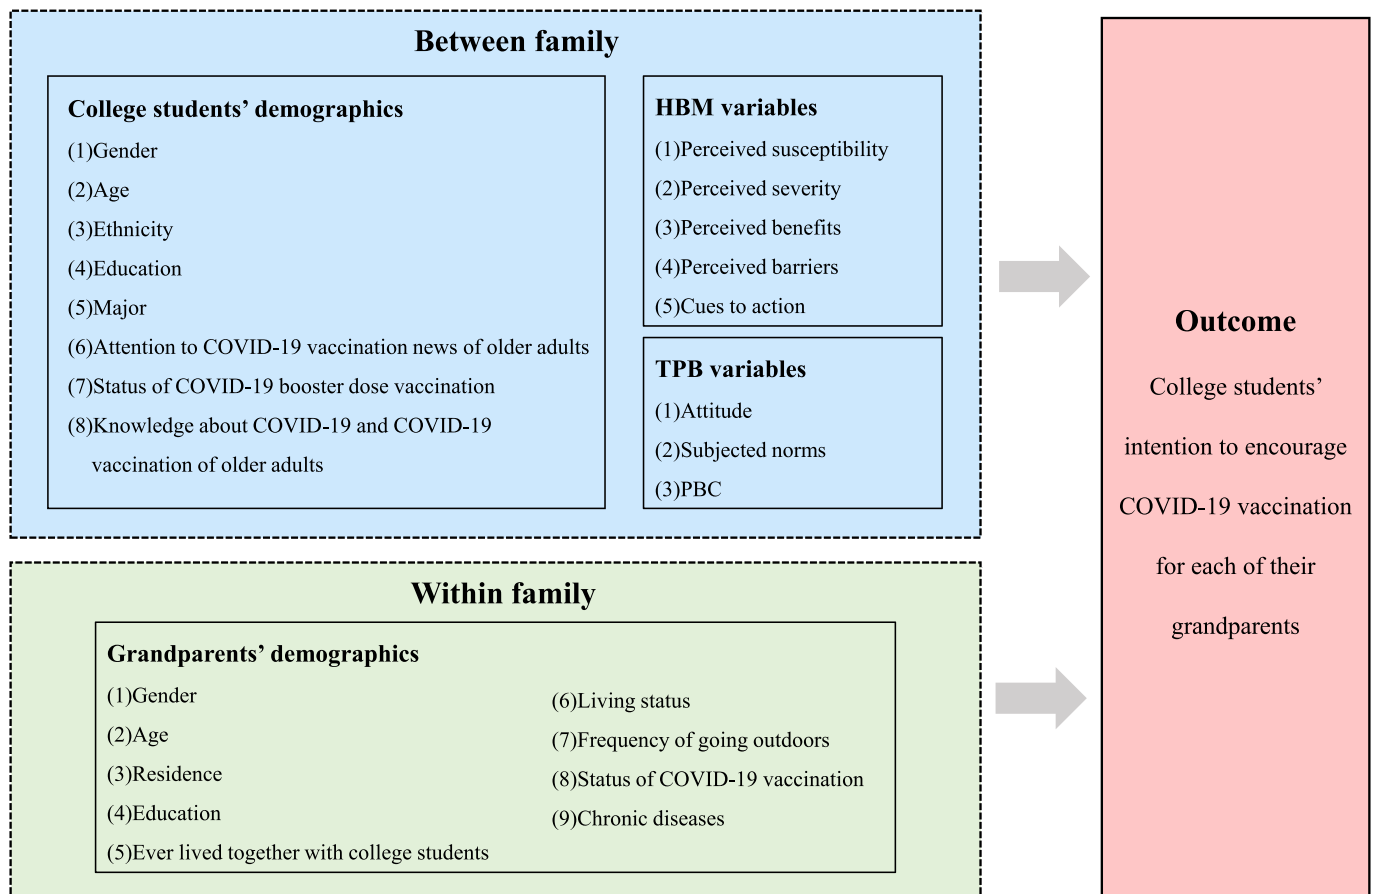 Between family
College students’ demographics
(1)Gender
(2)Age
(3)Ethnicity
(4)Education
(5)Major
(6)Attention to COVID-19 vaccination news of older adults
(7)Status of COVID-19 booster dose vaccination
(8)Knowledge about COVID-19 and COVID-19
vaccination of older adults
HBM variables
(1)Perceived susceptibility
(2)Perceived severity
(3)Perceived benefits
(4)Perceived barriers
(5)Cues to action
TPB variables
(1)Attitude
(2)Subjected norms
(3)PBC
Within family
Grandparents’ demographics
(1)Gender
(2)Age
(3)Residence
(4)Education
(5)Ever lived together with college students
(6)Living status
(7)Frequency of going outdoors
(8)Status of COVID-19 vaccination
(9)Chronic diseases
Outcome
College students’
intention to encourage
COVID-19 vaccination
for each of their
grandparents